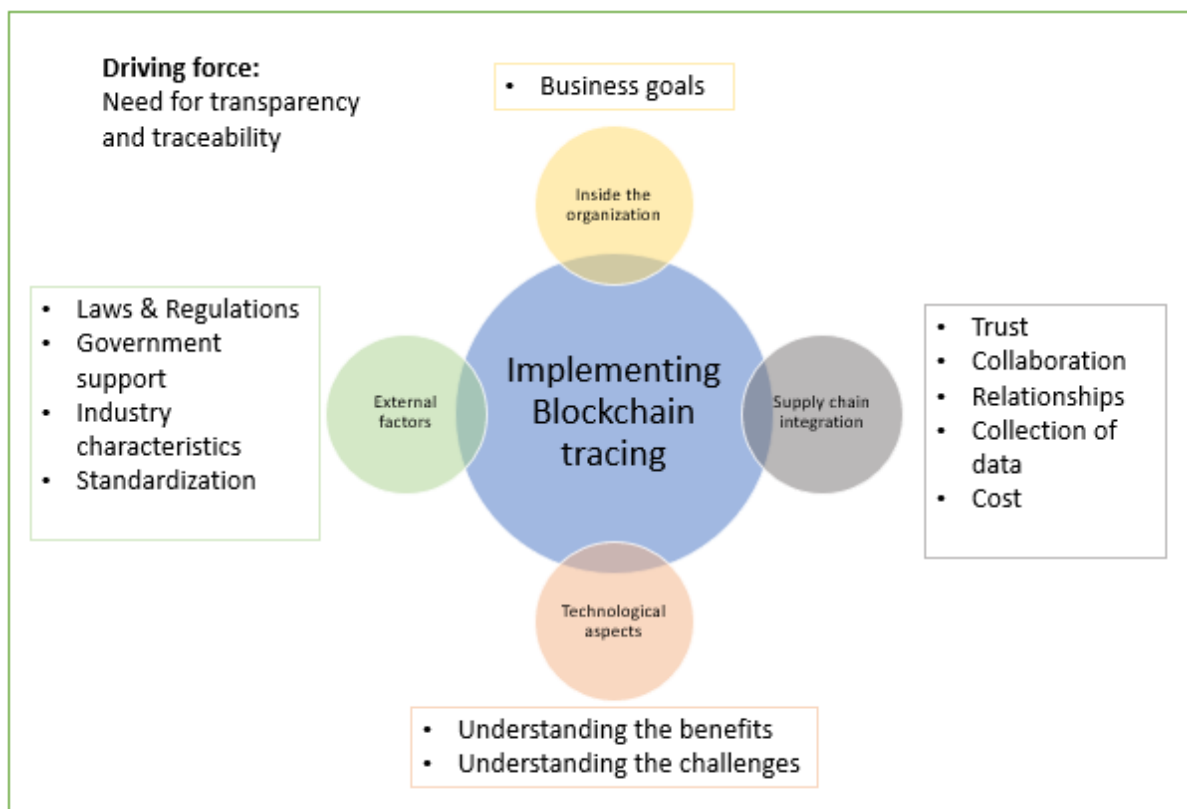 Driving force:
Need for transparency
and traceability
• Business goals
Inside the
organization
• Laws & Regulations
• Government
support
• Industry
characteristics
• Standardization
External
factors
Implementing
Blockchain
tracing
Supply chain
integration
• Trust
• Collaboration
• Relationships
• Collection of
data
• Cost
Technological
aspects
• Understanding the benefits
• Understanding the challenges